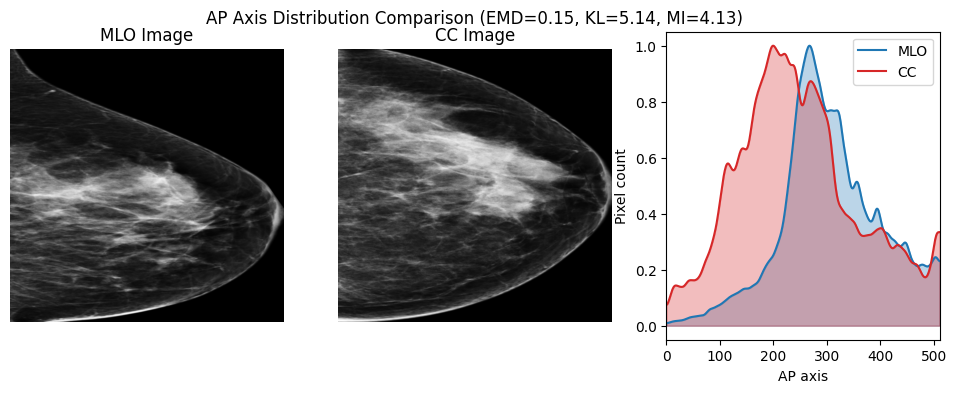 AP Axis Distribution Comparison (EMD=0.15, KL=5.14, MI=4.13)
MLO Image
CC Image
MLO
CC
Pixel count
1.0
0.8
0.6
0.4
0.2
0.0
0 100 200 300 400 500
AP axis